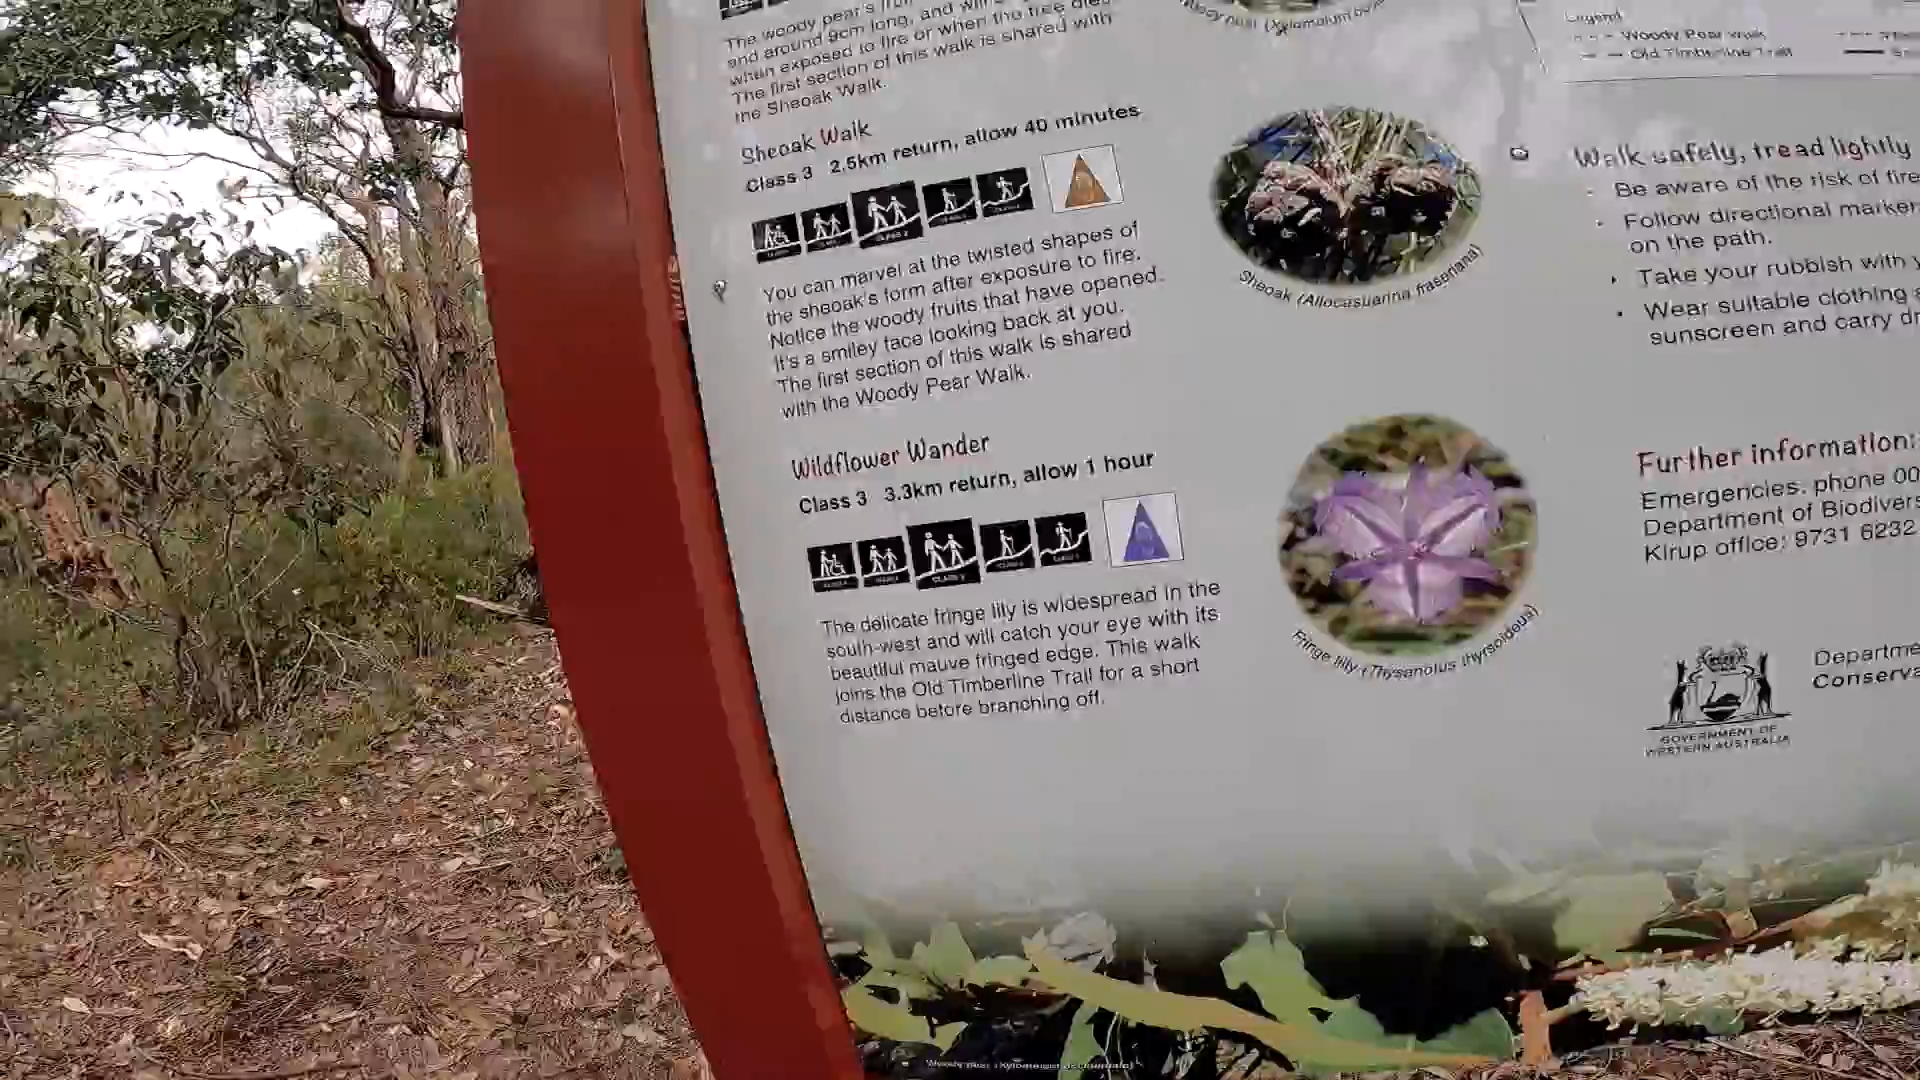 The woody pear's fruit
and around 9cm long, and will
when exposed to fire or when the tree dies
The first section of this walk is shared with
the Sheoak Walk.
Sheoak Walk
Class 3 2.5km return, allow 40 minutes
You can marvel at the twisted shapes of
the sheoak's form after exposure to fire.
Notice the woody fruits that have opened.
It's a smiley face looking back at you.
The first section of this walk is shared
with the Woody Pear Walk.
Wildflower Wander
Class 3 3.3km return, allow 1 hour
CLASS 3
The delicate fringe lily is widespread in the
south-west and will catch your eye with its
beautiful mauve fringed edge. This walk
joins the Old Timberline Trail for a short
distance before branching off.
Sheoak (Allocasuarina fraseriana)
Fringe lily (Thysanotus thyrsoideus)
Legend
Woody Pear Walk
Old Timberline Trail
Walk safely, tread lightly
Be aware of the risk of fire
Follow directional marker
on the path.
Take your rubbish with
Wear suitable clothing
sunscreen and carry
Further information:
Emergencies, phone 00
Department of Biodivers
Kirup office: 9731 6232
Departme
Conserva
GOVERNMENT OF
WESTERN AUSTRALIA